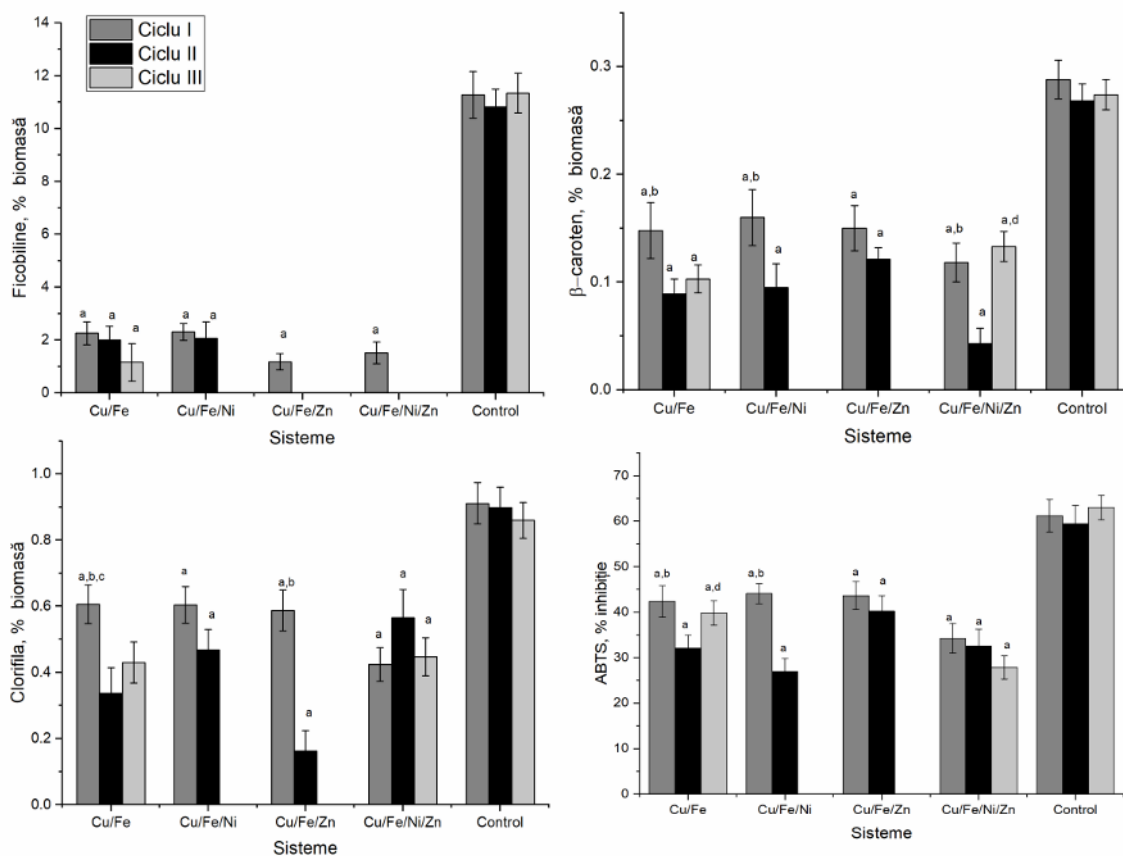 Ciclu I
Ciclu II
Ciclu III
Ficobiline, % biomasă
14
12
10
8
6
4
2
0
a a a
a a
a
a
Cu/Fe Cu/Fe/Ni Cu/Fe/Zn Cu/Fe/Ni/Zn Control
Sisteme
β–caroten, % biomasă
0.3
0.2
0.1
0.0
a,b a a
a,b a
a a
a,b a a,d
Cu/Fe Cu/Fe/Ni Cu/Fe/Zn Cu/Fe/Ni/Zn Control
Sisteme
Clorifila, % biomasă
1.0
0.8
0.6
0.4
0.2
0.0
a,b,c
a a
a,b a
a a a
Cu/Fe Cu/Fe/Ni Cu/Fe/Zn Cu/Fe/Ni/Zn Control
Sisteme
ABTS, % inhibiție
70
60
50
40
30
20
10
0
a,b a a,d
a,b a
a a
a a a
Cu/Fe Cu/Fe/Ni Cu/Fe/Zn Cu/Fe/Ni/Zn Control
Sisteme